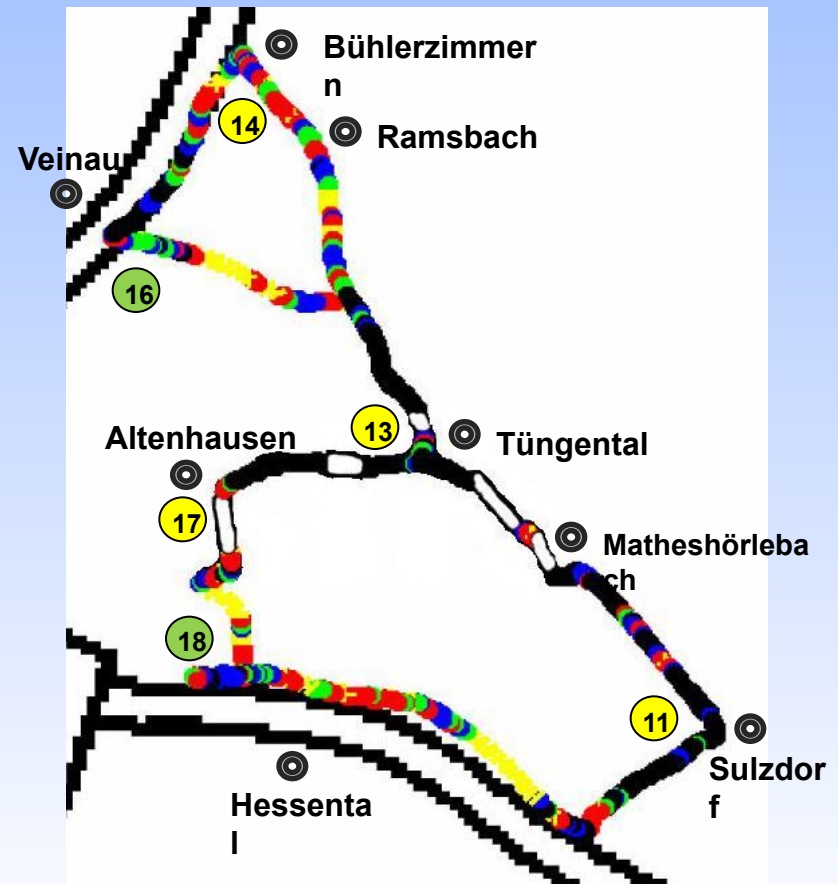 Bühlerzimmer
n
14
Ramsbach
Veinau
16
13
Altenhausen
Tüngental
17
Matheshörleba
ch
18
11
Sulzdor
f
Hessenta
l